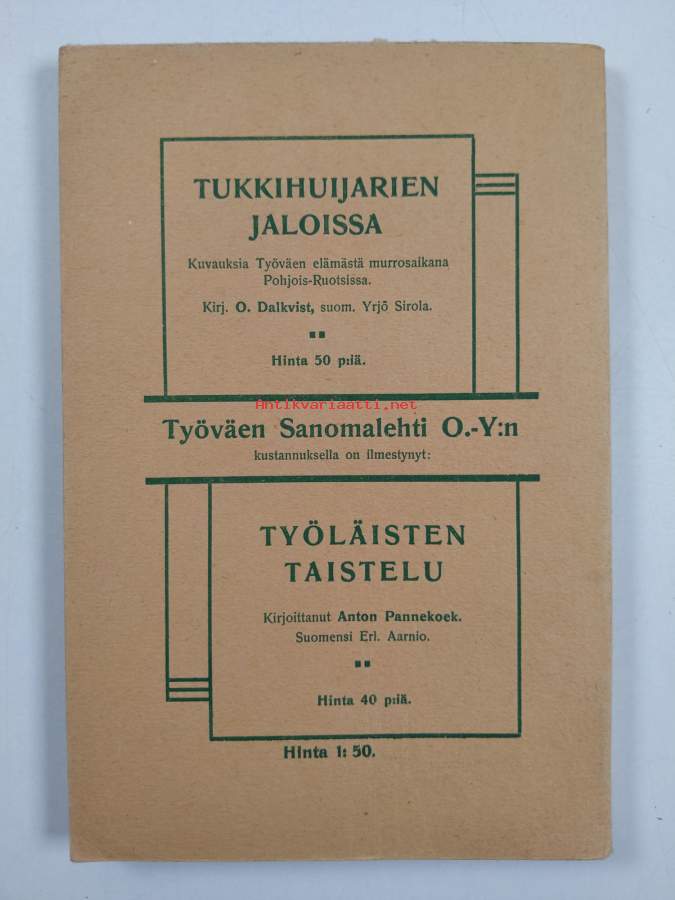 TUKKIHUIJARIEN
JALOISSA
Kuvauksia Työväen elämästä murrosaikana
Pohjois-Ruotsissa.
Kirj. O. Dalkvist, suom. Yrjö Sirola.
Hinta 50 p:iä.
Antikvariaatti.net
Työväen Sanomalehti O.-Y:n
kustannuksella on ilmestynyt:
TYÖLÄISTEN
TAISTELU
Kirjoittanut Anton Pannekoek.
Suomensi Erl. Aarnio.
Hinta 40 p:iä.
Hinta 1: 50.